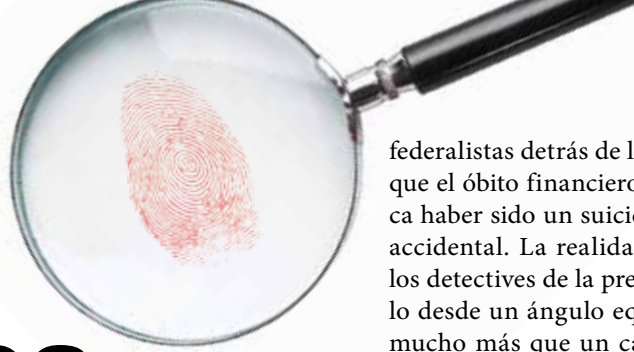 federalistas detrás de l
que el óbito financiero
ca haber sido un suici
accidental. La realida
los detectives de la pre
lo desde un ángulo eq
mucho más que un ca